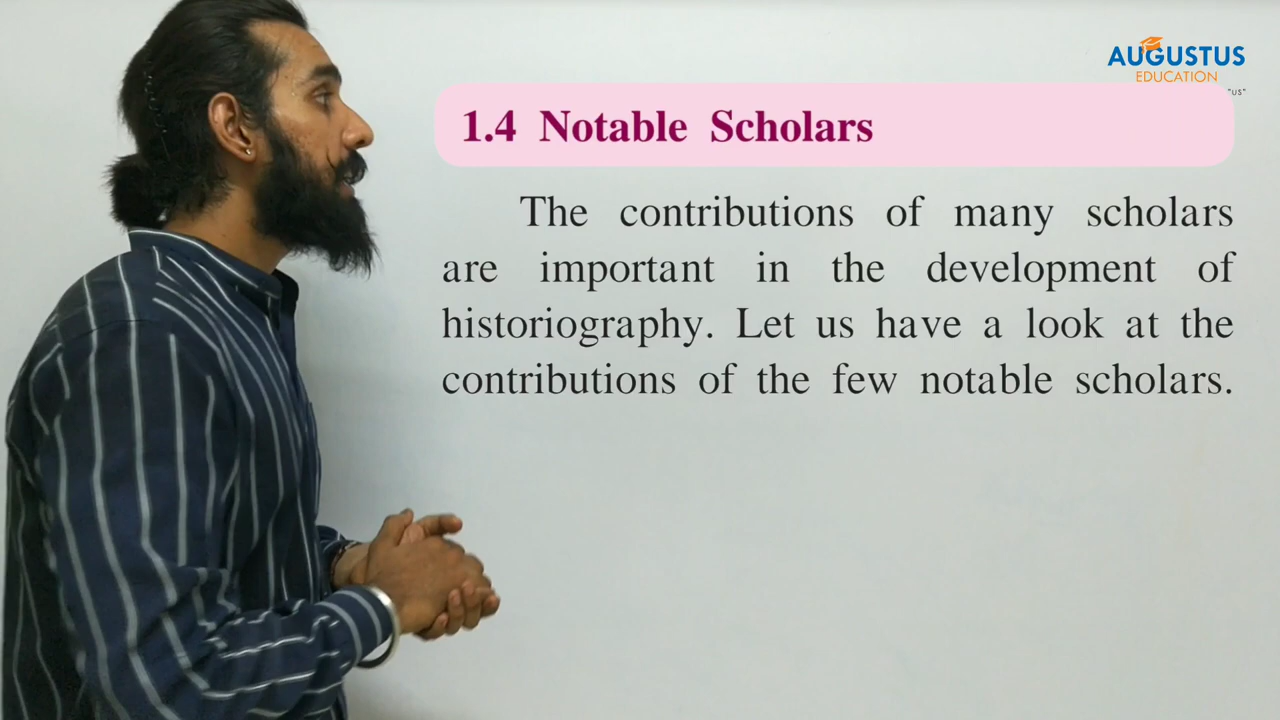 AUGUSTUS
EDUCATION
"US"
1.4 Notable Scholars
The contributions of many scholars
are important in the development of
historiography. Let us have a look at the
contributions of the few notable scholars.